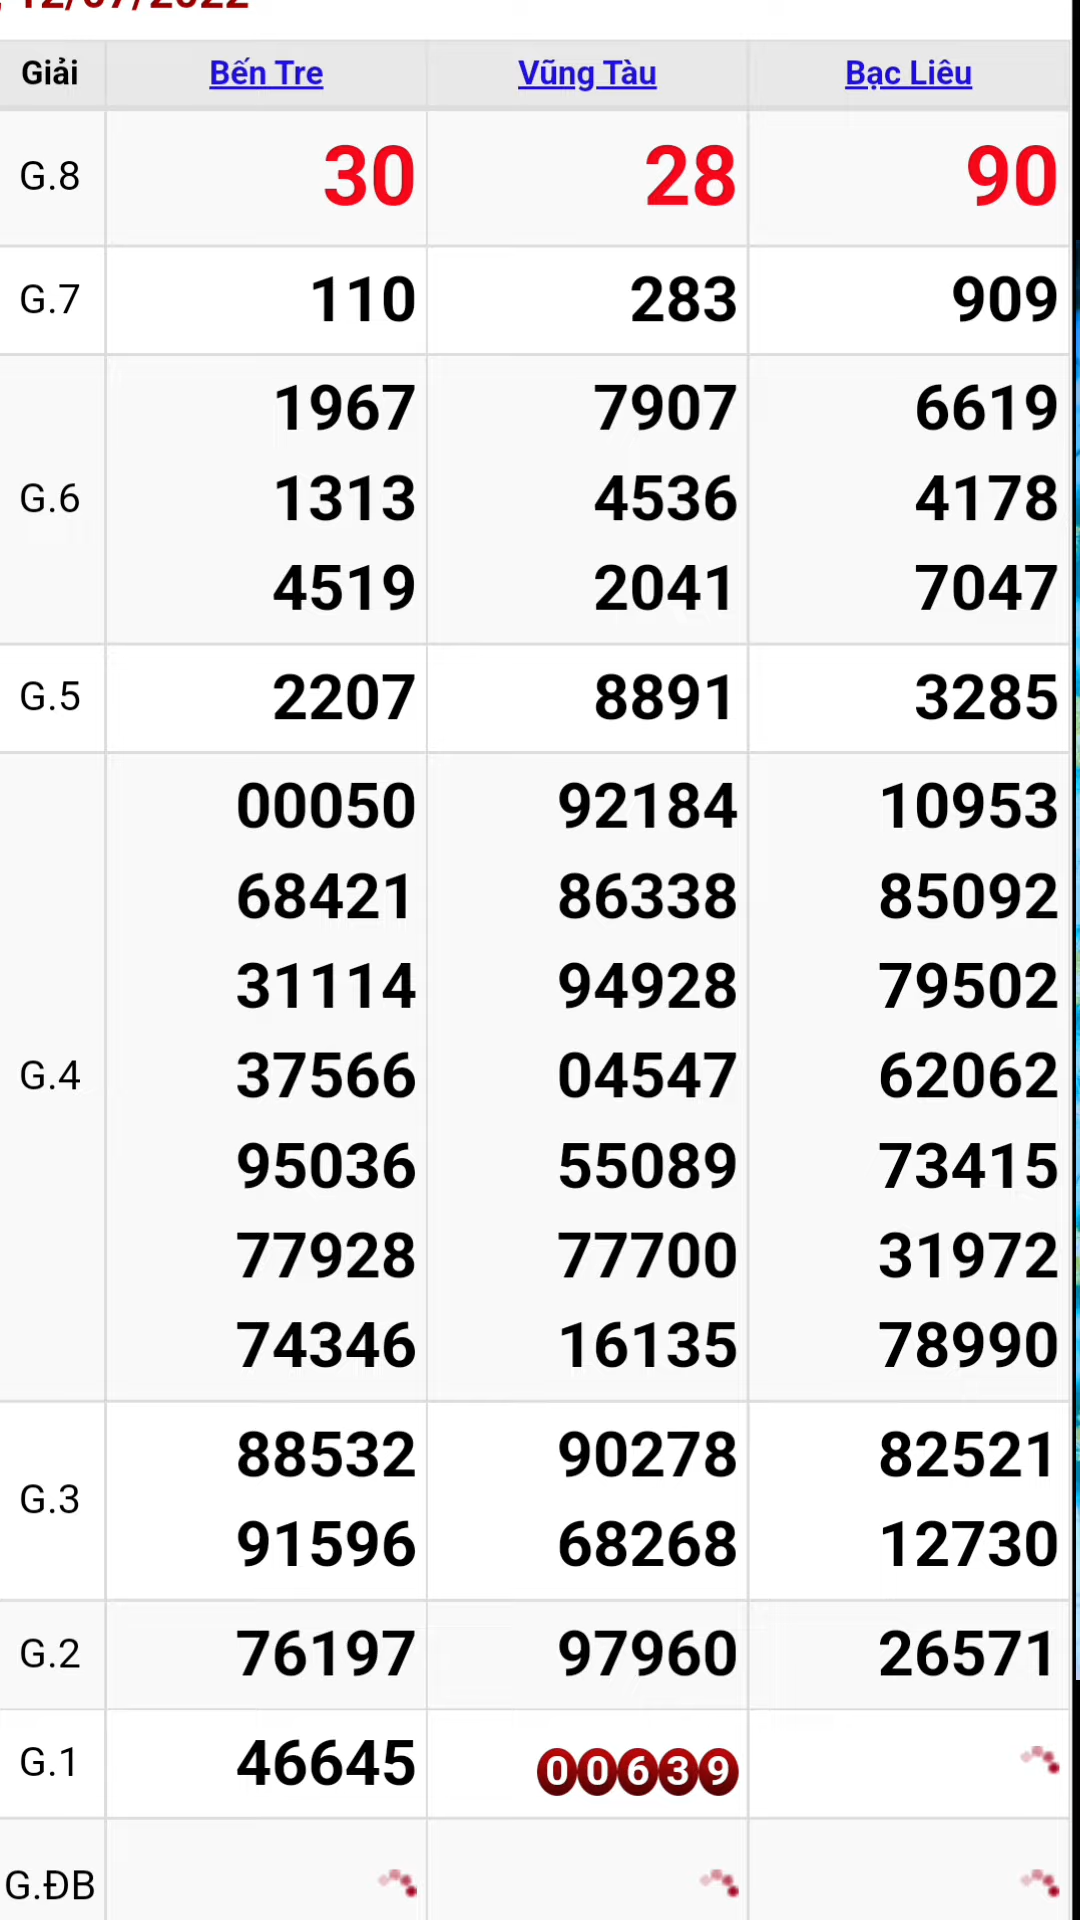 , 12/07/2022
Giải Bến Tre Vũng Tàu Bạc Liêu
G.8 30 28 90
G.7 110 283 909
1967 7907 6619
G.6 1313 4536 4178
4519 2041 7047
G.5 2207 8891 3285
00050 92184 10953
68421 86338 85092
31114 94928 79502
G.4 37566 04547 62062
95036 55089 73415
77928 77700 31972
74346 16135 78990
88532 90278 82521
G.3
91596 68268 12730
G.2 76197 97960 26571
G.1 46645 00639
G.ĐB